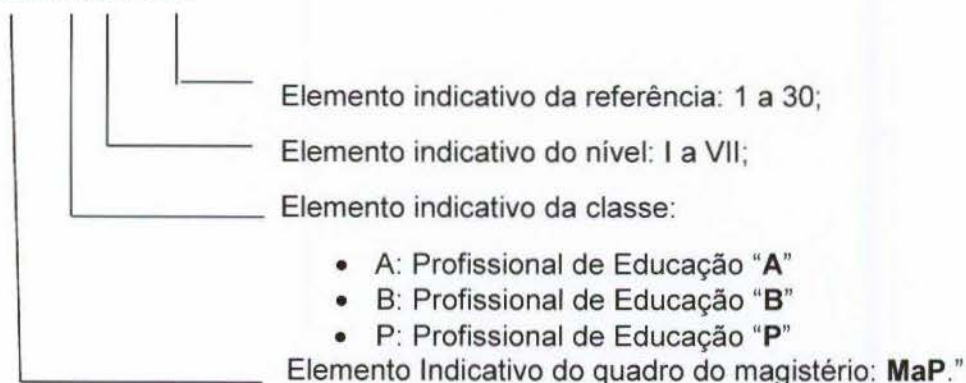 Elemento indicativo da referência: 1 a 30;
Elemento indicativo do nível: I a VII;
Elemento indicativo da classe:
• A: Profissional de Educação “A”
• B: Profissional de Educação “B”
• P: Profissional de Educação “P”
Elemento Indicativo do quadro do magistério: MaP.”